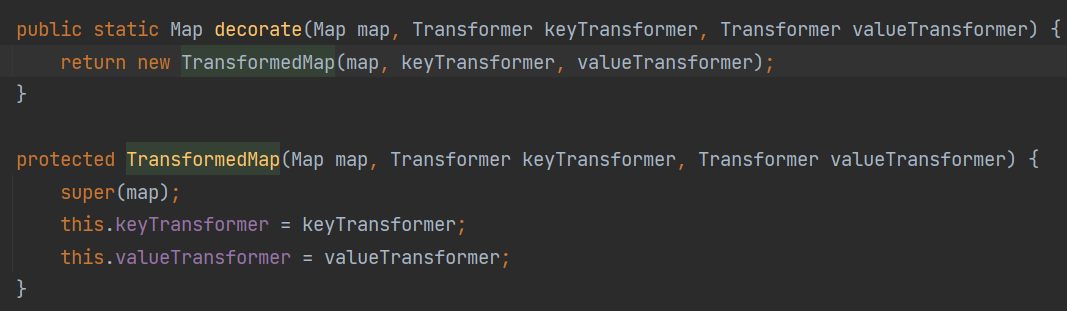 public static Map decorate(Map map, Transformer keyTransformer, Transformer valueTransformer) {
    return new TransformedMap(map, keyTransformer, valueTransformer);
}

protected TransformedMap(Map map, Transformer keyTransformer, Transformer valueTransformer) {
    super(map);
    this.keyTransformer = keyTransformer;
    this.valueTransformer = valueTransformer;
}